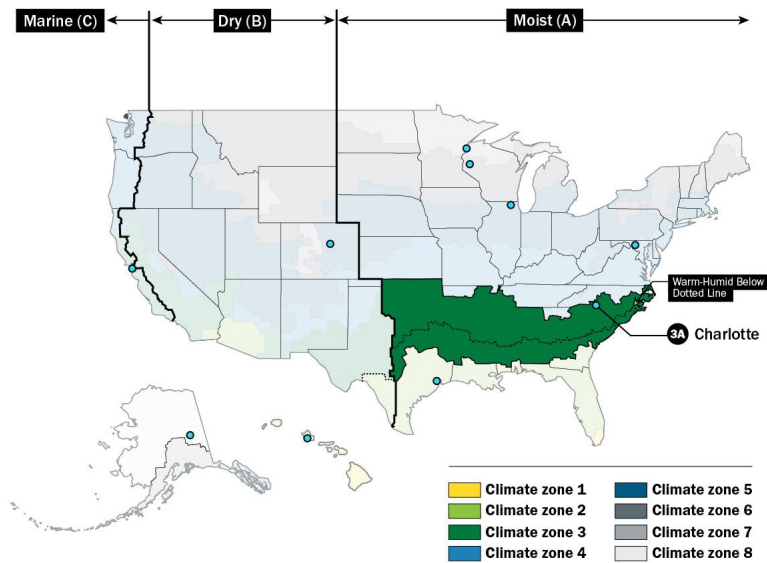 Marine (C)
Dry (B)
Moist (A)
Warm-Humid Below
Dotted Line
3A Charlotte
Climate zone 1
Climate zone 2
Climate zone 3
Climate zone 4
Climate zone 5
Climate zone 6
Climate zone 7
Climate zone 8